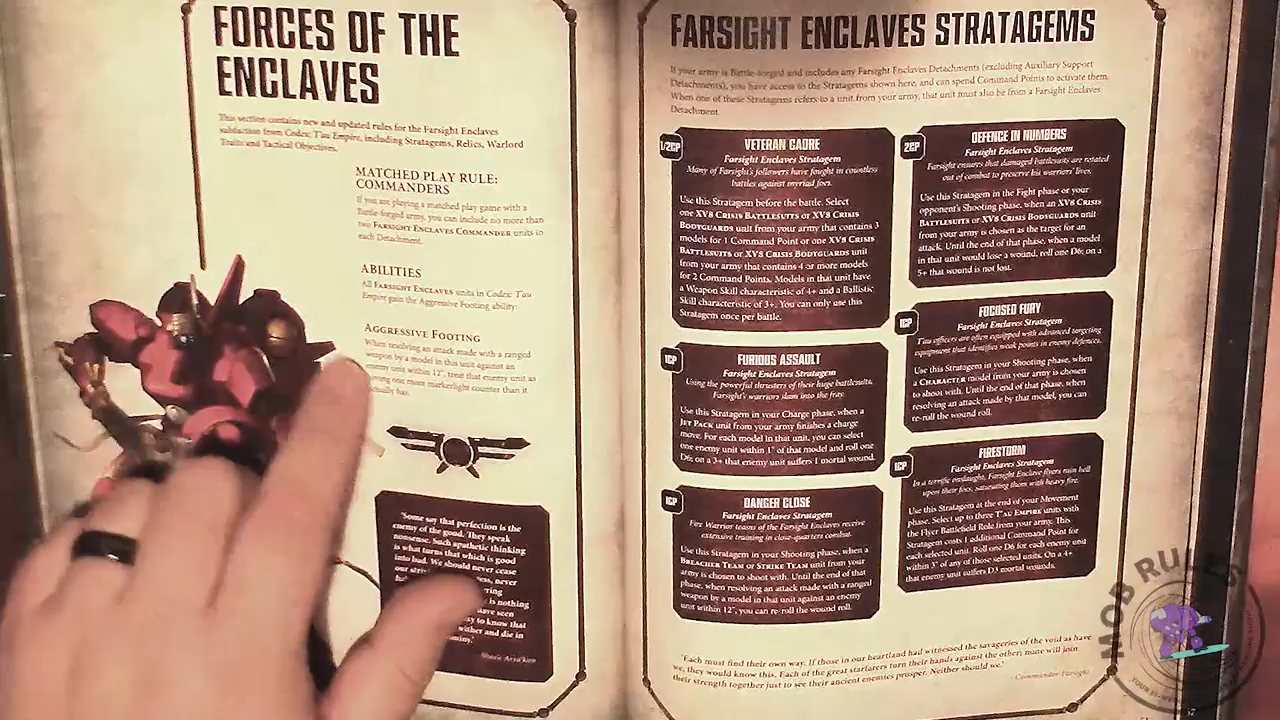 FORCES OF THE
ENCLAVES
This section contains new and updated rules for the Farsight Enclaves
subfaction from Codex: T'au Empire, including Stratagems, Relics, Warlord
Traits and Tactical Objectives.
MATCHED PLAY RULE:
COMMANDERS
If you are playing a matched play game with a
Battle-forged army, you can include no more than
two FARSIGHT ENCLAVES COMMANDER units in
each Detachment.
ABILITIES
All FARSIGHT ENCLAVES units in Codex: T'au
Empire gain the Aggressive Footing ability:
AGGRESSIVE FOOTING
When resolving an attack made with a ranged
weapon by a model in this unit against an
enemy unit within 12", treat that enemy unit as
having one more markerlight counter than it
'Some say that perfection is the
enemy of the good. They speak
nonsense. Such apathetic thinking
is what turns that which is good
into bad. We should never cease
our
never
is nothing
have seen
to know that
wither and die in
FARSIGHT ENCLAVES STRATAGEMS
If your army is Battle-forged and includes any Farsight Enclaves Detachments (excluding Auxiliary Support
Detachments), you have access to the Stratagems shown here, and can spend Command Points to activate them.
When one of these Stratagems refers to a unit from your army, that unit must also be from a Farsight Enclaves
Detachment.
1/2CP
VETERAN CADRE
Farsight Enclaves Stratagem
Many of Farsight's followers have fought in countless
battles against myriad foes.
Use this Stratagem before the battle. Select
one XV8 CRISIS BATTLESUITS or XV8 CRISIS
BODYGUARDS unit from your army that contains 3
models for 1 Command Point or one XV8 CRISIS
BATTLESUITS or XV8 CRISIS BODYGUARDS unit
from your army that contains 4 or more models
for 2 Command Points. Models in that unit have
a Weapon Skill characteristic of 4+ and a Ballistic
Skill characteristic of 3+. You can only use this
Stratagem once per battle.
1CP
FURIOUS ASSAULT
Farsight Enclaves Stratagem
Using the powerful thrusters of their huge battlesuits,
Farsight's warriors slam into the fray.
Use this Stratagem in your Charge phase, when a
JET PACK unit from your army finishes a charge
move. For each model in that unit, you can select
one enemy unit within 1" of that model and roll one
D6; on a 3+ that enemy unit suffers 1 mortal wound.
1CP
DANGER CLOSE
Farsight Enclaves Stratagem
Fire Warrior teams of the Farsight Enclaves receive
extensive training in close-quarters combat.
Use this Stratagem in your Shooting phase, when a
BREACHER TEAM or STRIKE TEAM unit from your
army is chosen to shoot with. Until the end of that
phase, when resolving an attack made with a ranged
weapon by a model in that unit against an enemy
unit within 12", you can re-roll the wound roll.
2CP
DEFENCE IN NUMBERS
Farsight Enclaves Stratagem
Farsight ensures that damaged battlesuits are rotated
out of combat to preserve his warriors' lives.
Use this Stratagem in the Fight phase or your
opponent's Shooting phase, when an XV8 CRISIS
BATTLESUITS or XV8 CRISIS BODYGUARDS unit
from your army is chosen as the target for an
attack. Until the end of that phase, when a model
in that unit would lose a wound, roll one D6; on a
5+ that wound is not lost.
1CP
FOCUSED FURY
Farsight Enclaves Stratagem
T'au officers are often equipped with advanced targeting
equipment that identifies weak points in enemy defences.
Use this Stratagem in your Shooting phase, when
a CHARACTER model from your army is chosen
to shoot with. Until the end of that phase, when
resolving an attack made by that model, you can
re-roll the wound roll.
1CP
FIRESTORM
Farsight Enclaves Stratagem
In a terrific onslaught, Farsight Enclave flyers rain hell
upon their foes, saturating them with heavy fire.
Use this Stratagem at the end of your Movement
phase. Select up to three T'AU EMPIRE units with
the Flyer Battlefield Role from your army. This
Stratagem costs 1 additional Command Point for
each selected unit. Roll one D6 for each enemy unit
within 3" of any of those selected units. On a 4+
that enemy unit suffers D3 mortal wounds.
'Each must find their own way. If those in our heartland had witnessed the savageries of the void as have
we, they would know this. Each of the great starfarers turn their hands against the other; none will join
their strength together just to see their ancient enemies prosper. Neither should we.'
- Commander Farsight
MOB RULES